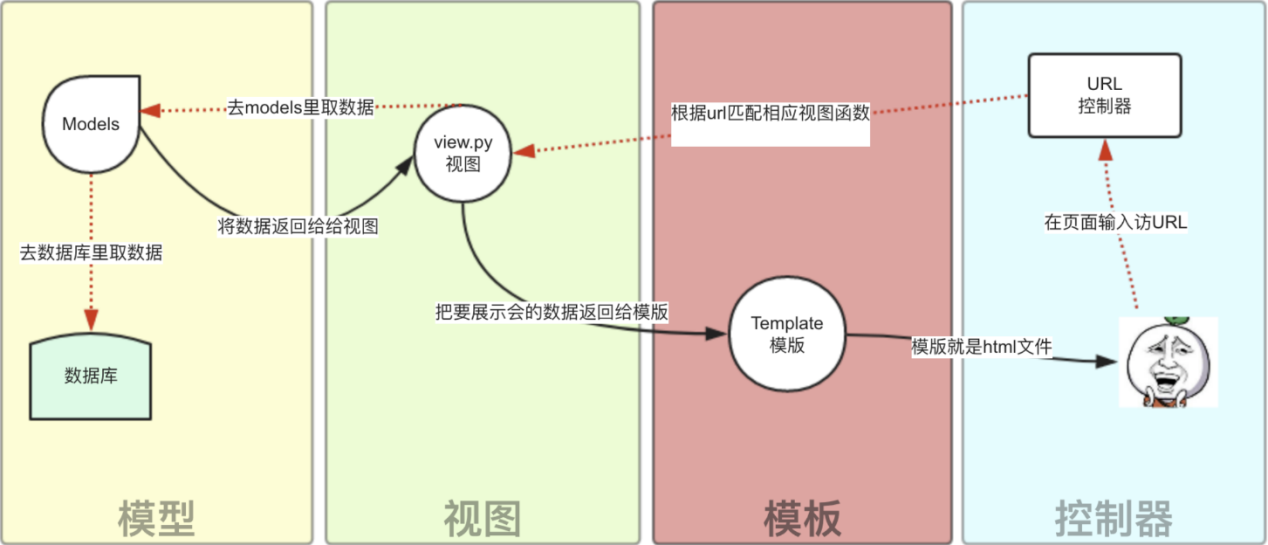 URL
控制器
根据url匹配相应视图函数
去models里取数据
Models
view.py
视图
在页面输入访URL
将数据返回给给视图
去数据库里取数据
把要展示会的数据返回给模版
Template
模版
模版就是html文件
数据库
模型
视图
模板
控制器